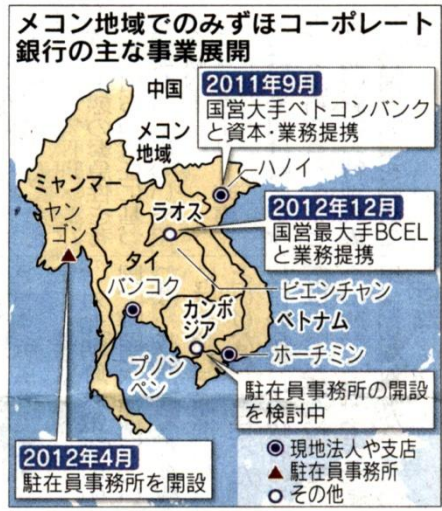 メコン地域でのみずほコーポレート
銀行の主な事業展開
2011年9月
国営大手ベトコンバンク
と資本・業務提携
中国
メコン
地域
ハノイ
ミャンマー
ヤン
ゴン
ラオス
2012年12月
国営最大手BCEL
と業務提携
タイ
バンコク
ビエンチャン
カンボ
ジア
ベトナム
ホーチミン
プノン
ペン
駐在員事務所の開設
を検討中
2012年4月
駐在員事務所を開設
現地法人や支店
駐在員事務所
その他